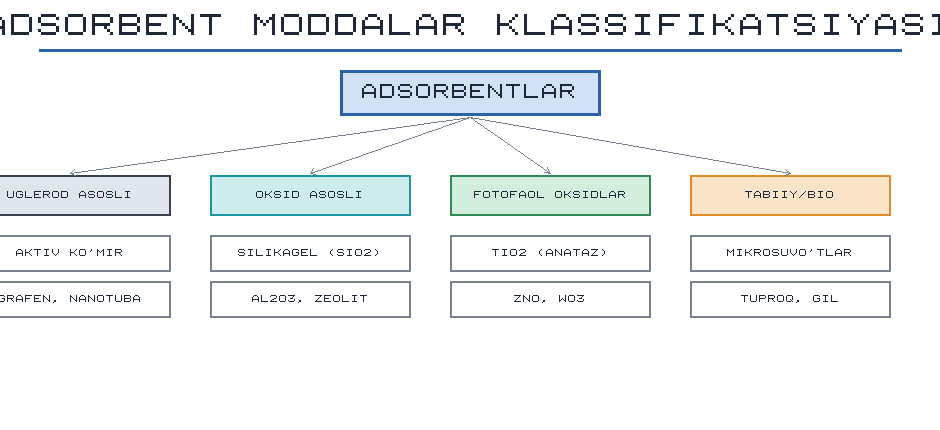 ADSORBENT MODDALAR KLASSIFIKATSIYASI
ADSORBENTLAR
UGLEROD ASOSLI
OKSID ASOSLI
FOTOFAOL OKSIDLAR
TABIIY/BIO
AKTIV KO'MIR
SILIKAGEL (SIO2)
TIO2 (ANATAZ)
MIKROSUVO'TLAR
GRAFEN, NANOTUBA
AL2O3, ZEOLIT
ZNO, WO3
TUPROQ, GIL